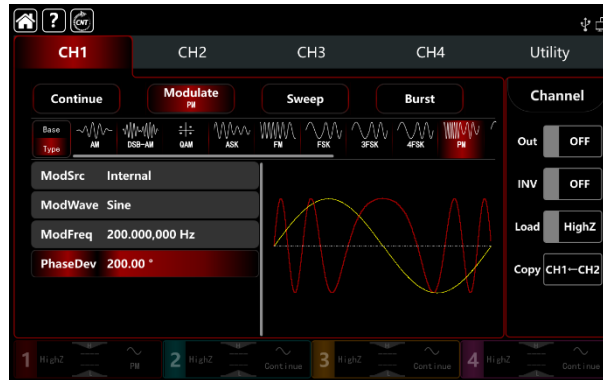 ? CNT
CH1 CH2 CH3 CH4 Utility
Continue Modulate PM Sweep Burst Channel
Base Type AM DSB-AM QAM ASK FM FSK 3FSK 4FSK PM
ModSrc Internal
ModWave Sine
ModFreq 200.000,000 Hz
PhaseDev 200.00 °
Out OFF
INV OFF
Load HighZ
Copy CH1←CH2
1 HighZ PM 2 HighZ Continue 3 HighZ Continue 4 HighZ Continue